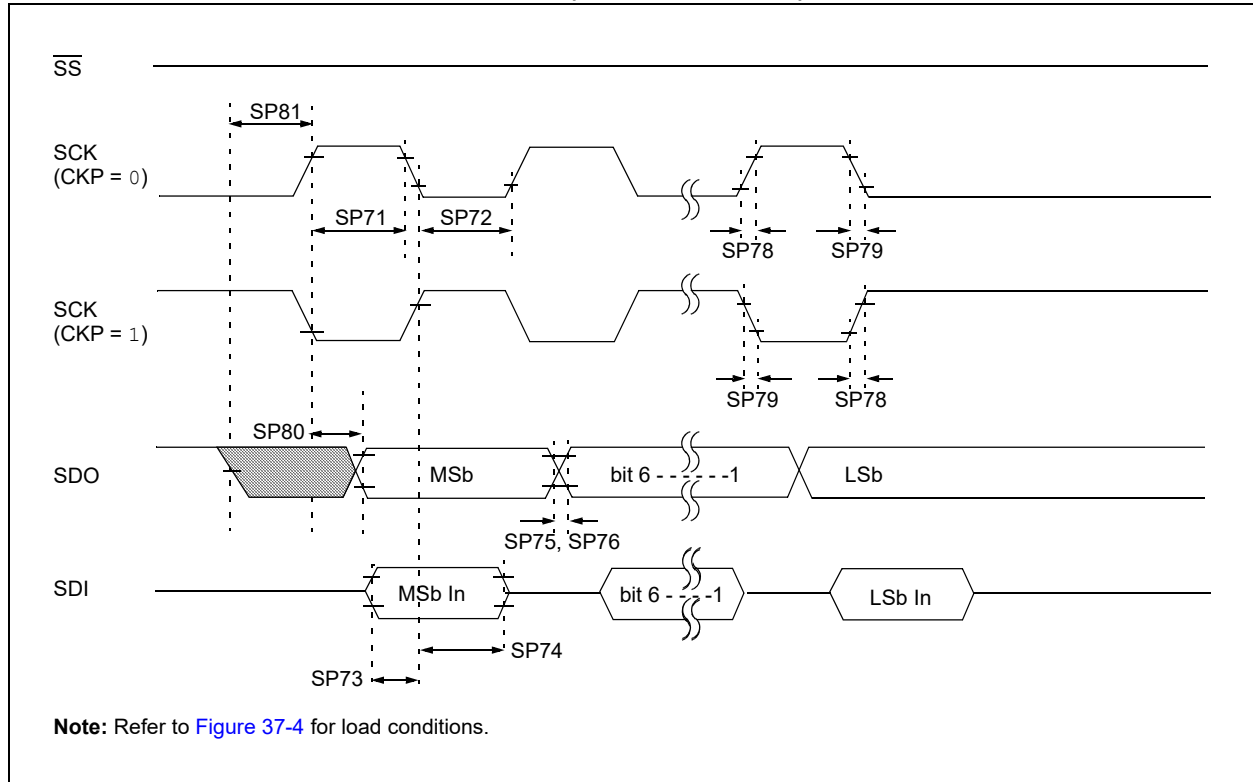 SS
SP81
SCK
(CKP = 0)
SP71
SP72
SP78
SP79
SCK
(CKP = 1)
SP79
SP78
SP80
SDO
MSb
bit 6 - - - - - -1
LSb
SP75, SP76
SDI
MSb In
bit 6 - - - -1
LSb In
SP74
SP73
Note: Refer to Figure 37-4 for load conditions.